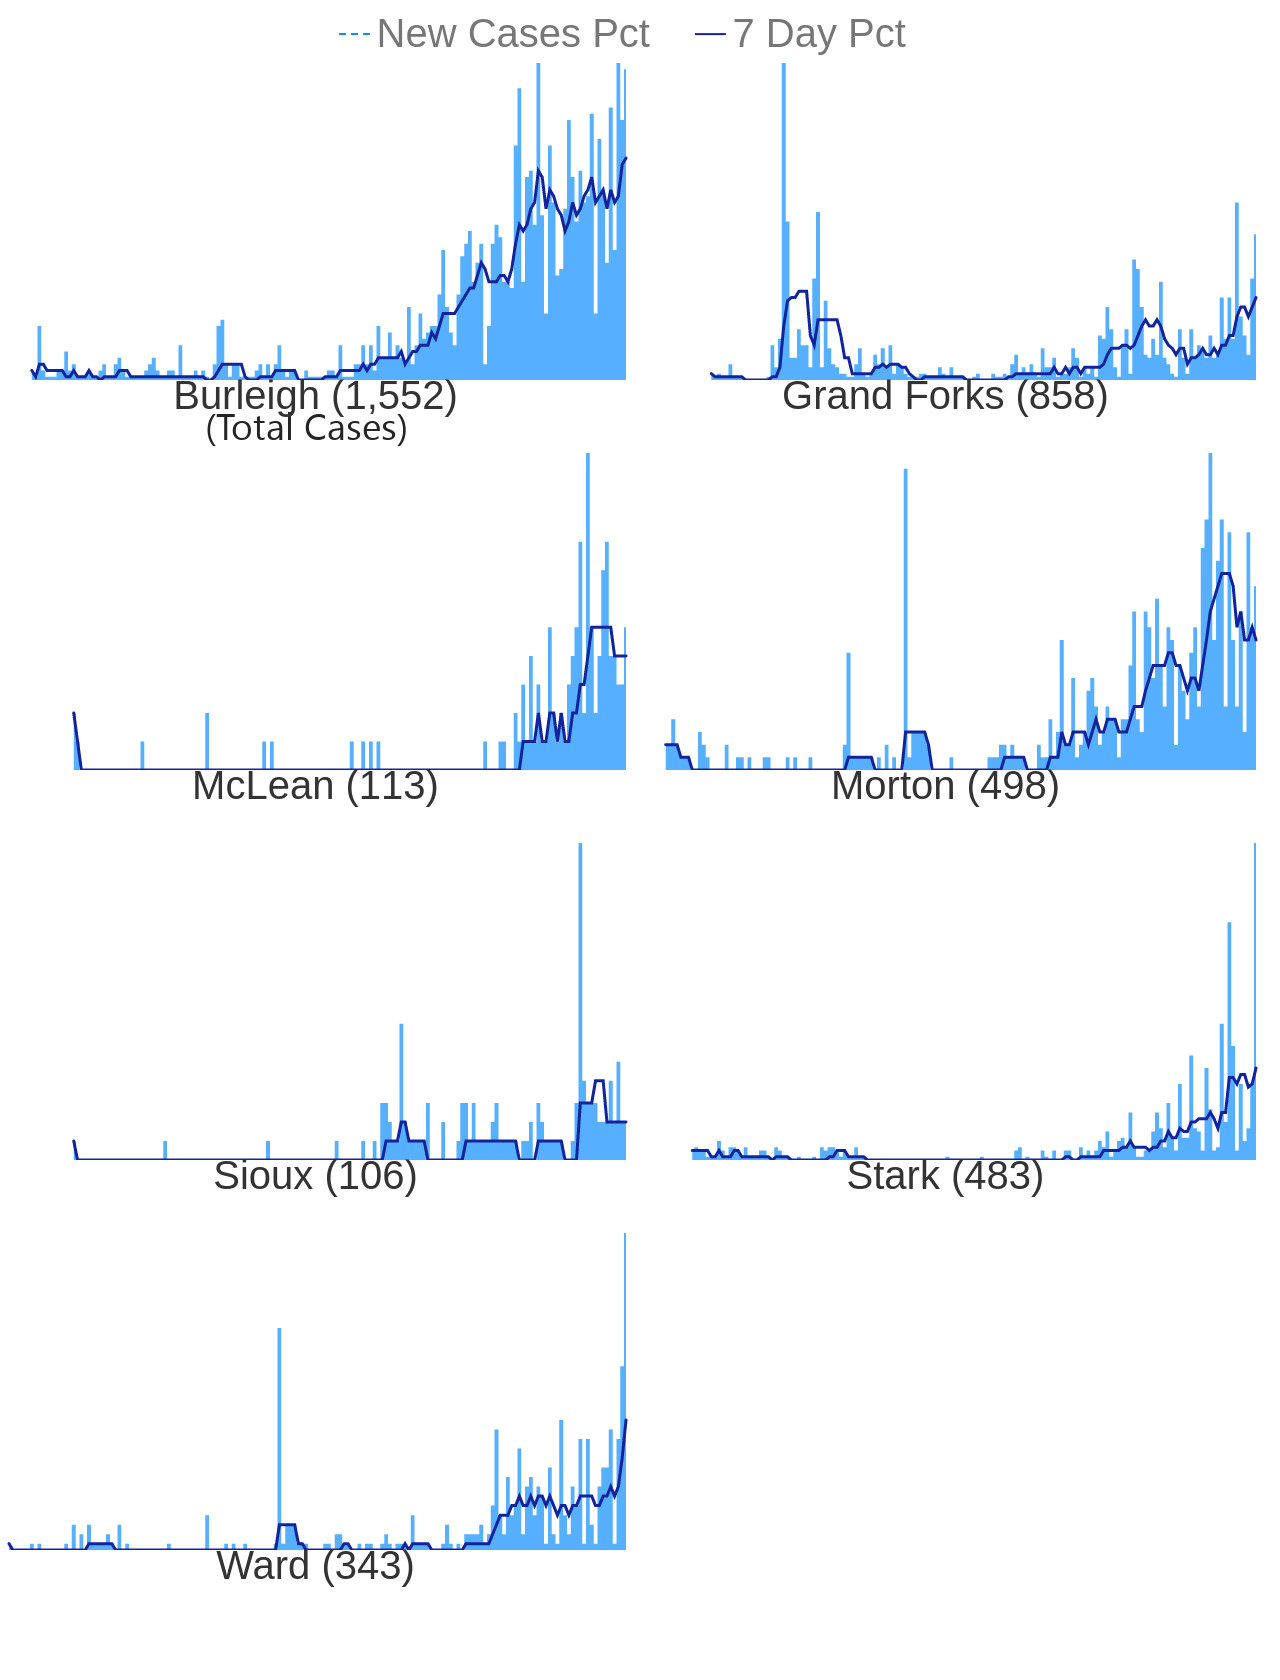 New Cases Pct 7 Day Pct
Burleigh (1,552) Grand Forks (858)
(Total Cases)
McLean (113) Morton (498)
Sioux (106) Stark (483)
Ward (343)